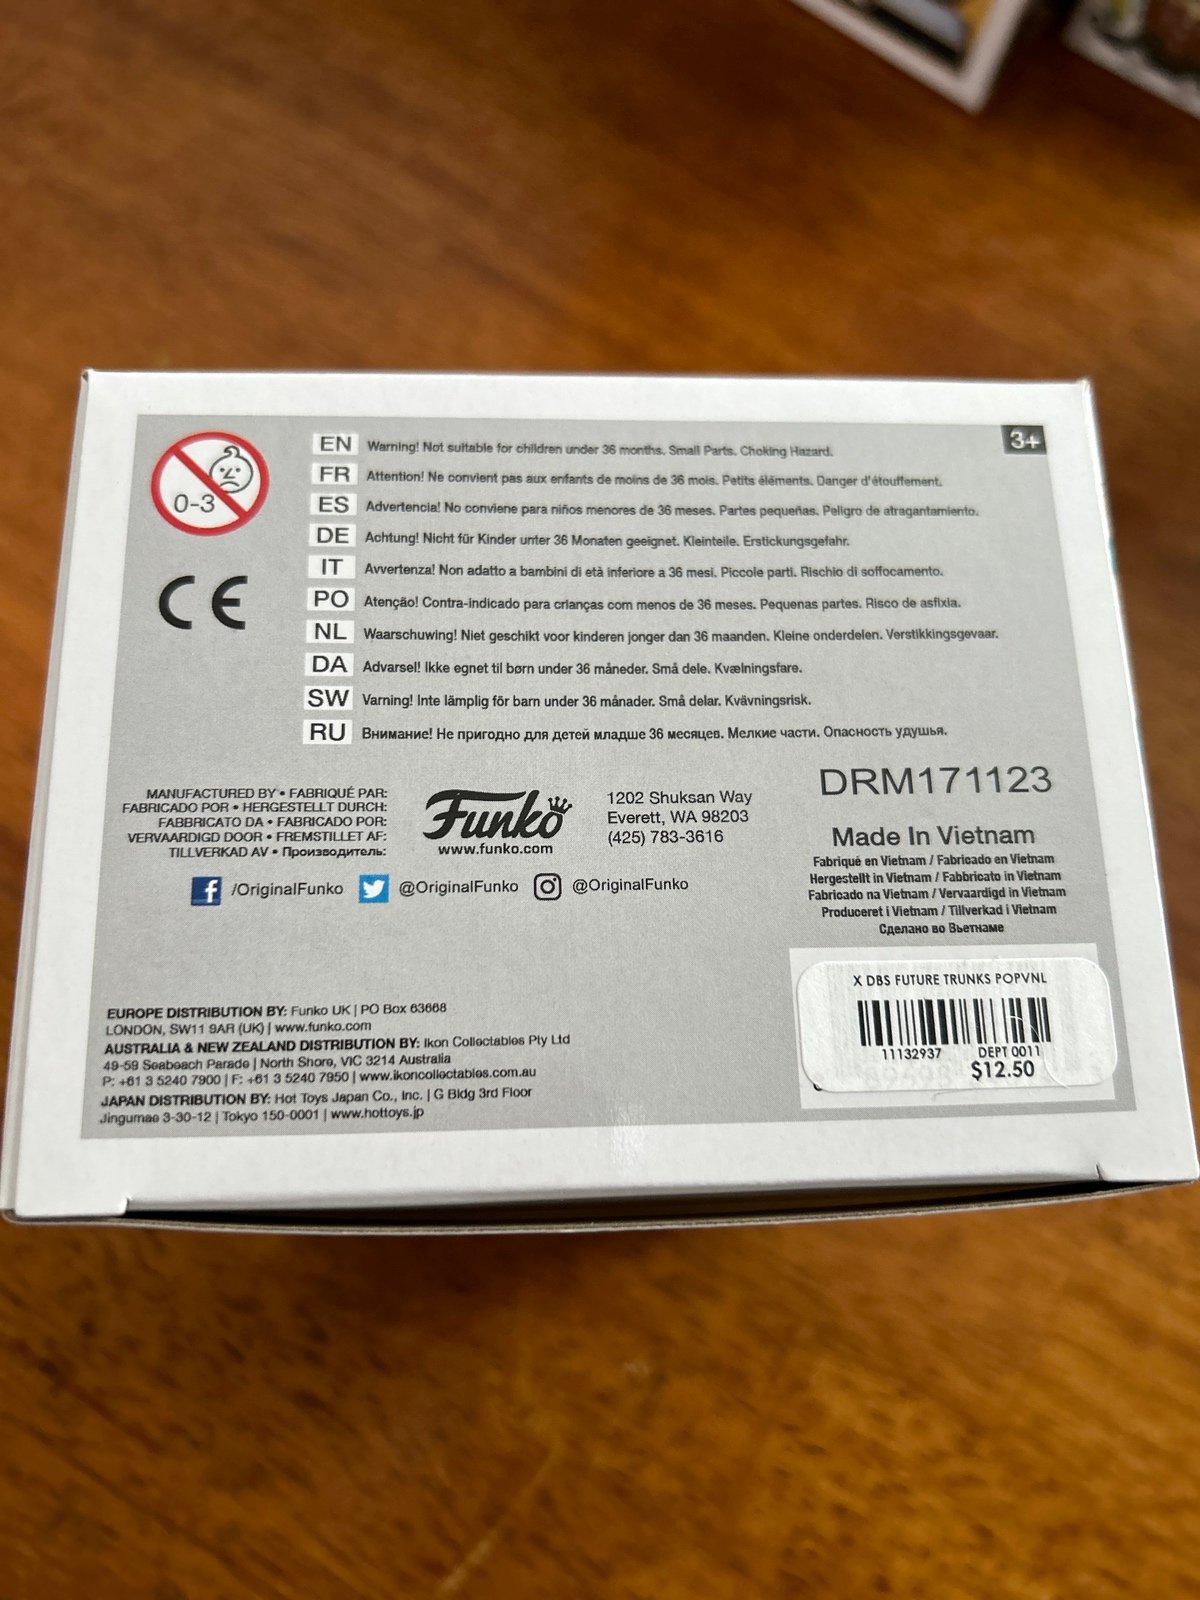 0-3
3+
EN Warning! Not suitable for children under 36 months. Small Parts. Choking Hazard.
FR Attention! Ne convient pas aux enfants de moins de 36 mois. Petits éléments. Danger d'étouffement.
ES Advertencia! No conviene para niños menores de 36 meses. Partes pequeñas. Peligro de atragantamiento.
DE Achtung! Nicht für Kinder unter 36 Monaten geeignet. Kleinteile. Erstickungsgefahr.
IT Avvertenza! Non adatto a bambini di età inferiore a 36 mesi. Piccole parti. Rischio di soffocamento.
PO Atenção! Contra-indicado para crianças com menos de 36 meses. Pequenas partes. Risco de asfixia.
NL Waarschuwing! Niet geschikt voor kinderen jonger dan 36 maanden. Kleine onderdelen. Verstikkingsgevaar.
DA Advarsel! Ikke egnet til børn under 36 måneder. Små dele. Kvælningsfare.
SW Varning! Inte lämplig för barn under 36 månader. Små delar. Kvävningsrisk.
RU Внимание! Не пригодно для детей младше 36 месяцев. Мелкие части. Опасность удушья.
CE
MANUFACTURED BY • FABRIQUÉ PAR:
FABRICADO POR • HERGESTELLT DURCH:
FABBRICATO DA • FABRICADO POR:
VERVAARDIGD DOOR • FREMSTILLET AF:
TILLVERKAD AV • Производитель:
Funko
www.funko.com
1202 Shuksan Way
Everett, WA 98203
(425) 783-3616
/OriginalFunko @OriginalFunko @OriginalFunko
DRM171123
Made In Vietnam
Fabriqué en Vietnam / Fabricado en Vietnam
Hergestellt in Vietnam / Fabbricato in Vietnam
Fabricado na Vietnam / Vervaardigd in Vietnam
Produceret i Vietnam / Tillverkad i Vietnam
Сделано во Вьетнаме
EUROPE DISTRIBUTION BY: Funko UK | PO Box 63668
LONDON, SW11 9AR (UK) | www.funko.com
AUSTRALIA & NEW ZEALAND DISTRIBUTION BY: Ikon Collectables Pty Ltd
49-59 Seabeach Parade | North Shore, VIC 3214 Australia
P: +61 3 5240 7900 | F: +61 3 5240 7950 | www.ikoncollectables.com.au
JAPAN DISTRIBUTION BY: Hot Toys Japan Co., Inc. | G Bldg 3rd Floor
Jingumae 3-30-12 | Tokyo 150-0001 | www.hottoys.jp
X DBS FUTURE TRUNKS POPVNL
11132937 DEPT 0011
$12.50